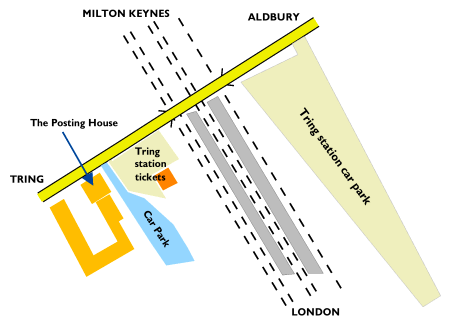 MILTON KEYNES
ALDBURY
The Posting House
Tring
station
tickets
Tring station car park
TRING
Car Park
LONDON